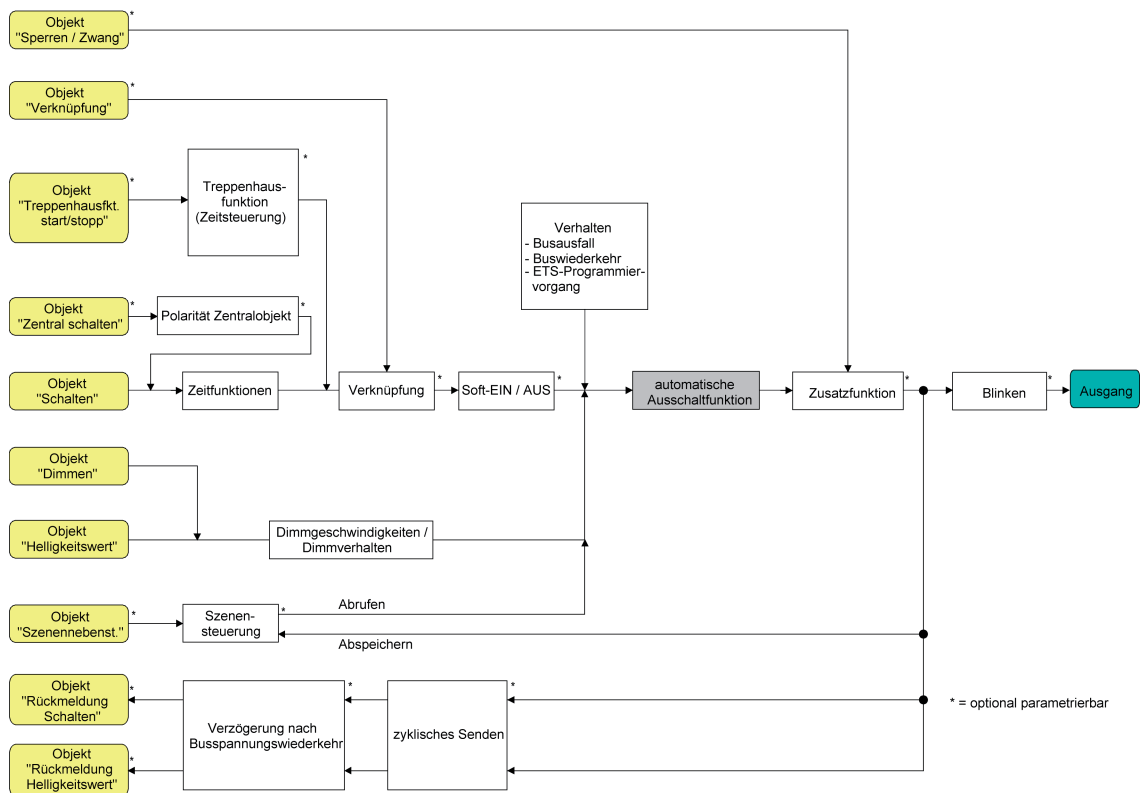 Objekt
"Sperren / Zwang"
*
Objekt
"Verknüpfung"
*
Objekt
"Treppenhausfkt.
start/stopp"
*
Treppenhaus-
funktion
(Zeitsteuerung)
*
Verhalten
- Busausfall
- Buswiederkehr
- ETS-Programmier-
vorgang
Objekt
"Zentral schalten"
*
Polarität Zentralobjekt
*
Objekt
"Schalten"
Zeitfunktionen
Verknüpfung
*
Soft-EIN / AUS
*
automatische
Ausschaltfunktion
Zusatzfunktion
*
Blinken
*
Ausgang
Objekt
"Dimmen"
Objekt
"Helligkeitswert"
Dimmgeschwindigkeiten /
Dimmverhalten
Objekt
"Szenennebenst."
*
Szenen-
steuerung
*
Abrufen
Abspeichern
Objekt
"Rückmeldung
Schalten"
*
Verzögerung nach
Busspannungswiederkehr
*
zyklisches Senden
*
* = optional parametrierbar
Objekt
"Rückmeldung
Helligkeitswert"
*